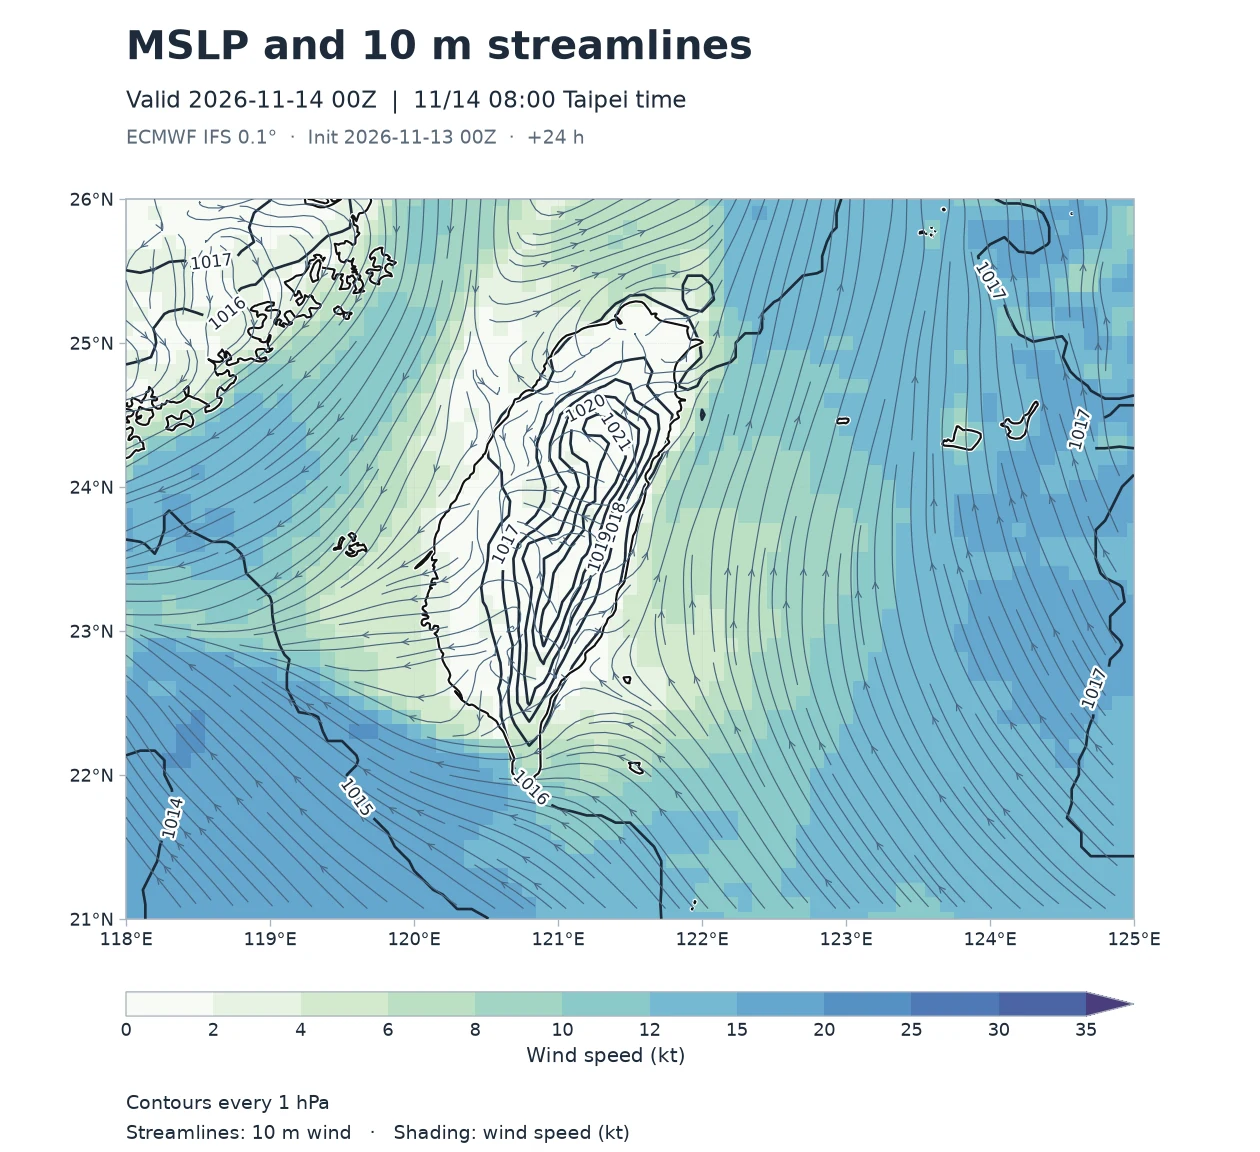 MSLP and 10 m streamlines
Valid 2026-11-14 00Z | 11/14 08:00 Taipei time
ECMWF IFS 0.1° · Init 2026-11-13 00Z · +24 h
26°N
25°N
24°N
23°N
22°N
21°N
1017
1016
1017
1020
1021
1017
1018
1017
1019
1017
1016
1015
1014
118°E 119°E 120°E 121°E 122°E 123°E 124°E 125°E
0 2 4 6 8 10 12 15 20 25 30 35
Wind speed (kt)
Contours every 1 hPa
Streamlines: 10 m wind · Shading: wind speed (kt)